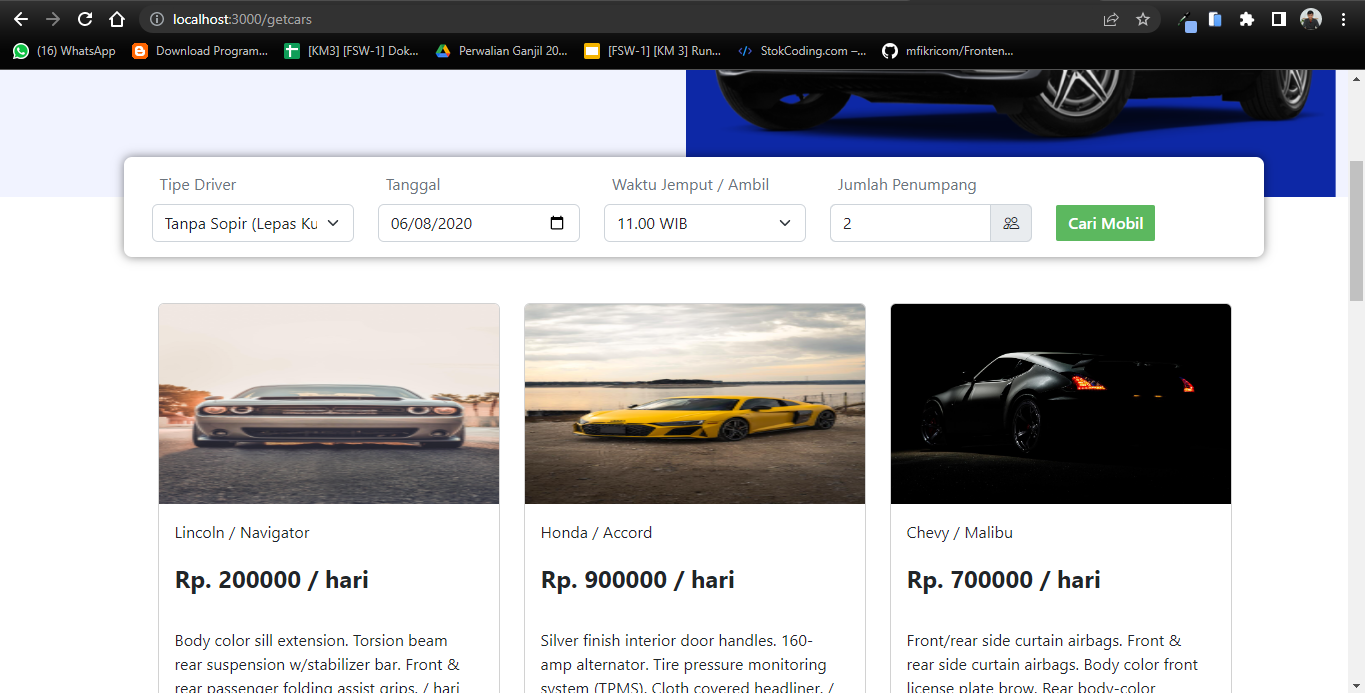 localhost:3000/getcars
(16) WhatsApp
Download Program...
[KM3] [FSW-1] Dok...
Perwalian Ganjil 20...
[FSW-1] [KM 3] Run...
StokCoding.com –...
mfikricom/Fronten...
Tipe Driver
Tanggal
Waktu Jemput / Ambil
Jumlah Penumpang
Tanpa Sopir (Lepas Ku
06/08/2020
11.00 WIB
2
Cari Mobil
Lincoln / Navigator
Rp. 200000 / hari
Body color sill extension. Torsion beam
rear suspension w/stabilizer bar. Front &
rear passenger folding assist grips. / hari
Honda / Accord
Rp. 900000 / hari
Silver finish interior door handles. 160-
amp alternator. Tire pressure monitoring
system (TPMS). Cloth covered headliner. /
Chevy / Malibu
Rp. 700000 / hari
Front/rear side curtain airbags. Front &
rear side curtain airbags. Body color front
license plate brow. Rear body-color